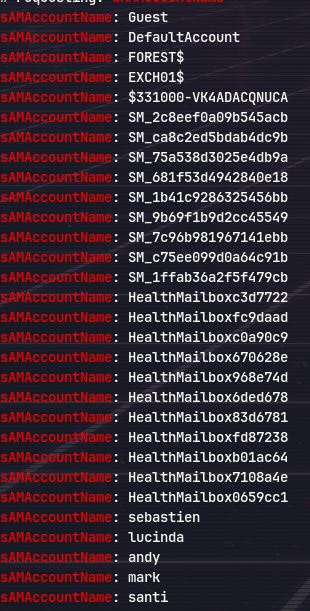 # requesting: sAMAccountName
sAMAccountName: Guest
sAMAccountName: DefaultAccount
sAMAccountName: FOREST$
sAMAccountName: EXCH01$
sAMAccountName: $331000-VK4ADACQNUCA
sAMAccountName: SM_2c8eef0a09b545acb
sAMAccountName: SM_ca8c2ed5bdab4dc9b
sAMAccountName: SM_75a538d3025e4db9a
sAMAccountName: SM_681f53d4942840e18
sAMAccountName: SM_1b41c9286325456bb
sAMAccountName: SM_9b69f1b9d2cc45549
sAMAccountName: SM_7c96b981967141ebb
sAMAccountName: SM_c75ee099d0a64c91b
sAMAccountName: SM_1ffab36a2f5f479cb
sAMAccountName: HealthMailboxc3d7722
sAMAccountName: HealthMailboxfc9daad
sAMAccountName: HealthMailboxc0a90c9
sAMAccountName: HealthMailbox670628e
sAMAccountName: HealthMailbox968e74d
sAMAccountName: HealthMailbox6ded678
sAMAccountName: HealthMailbox83d6781
sAMAccountName: HealthMailboxfd87238
sAMAccountName: HealthMailboxb01ac64
sAMAccountName: HealthMailbox7108a4e
sAMAccountName: HealthMailbox0659cc1
sAMAccountName: sebastien
sAMAccountName: lucinda
sAMAccountName: andy
sAMAccountName: mark
sAMAccountName: santi